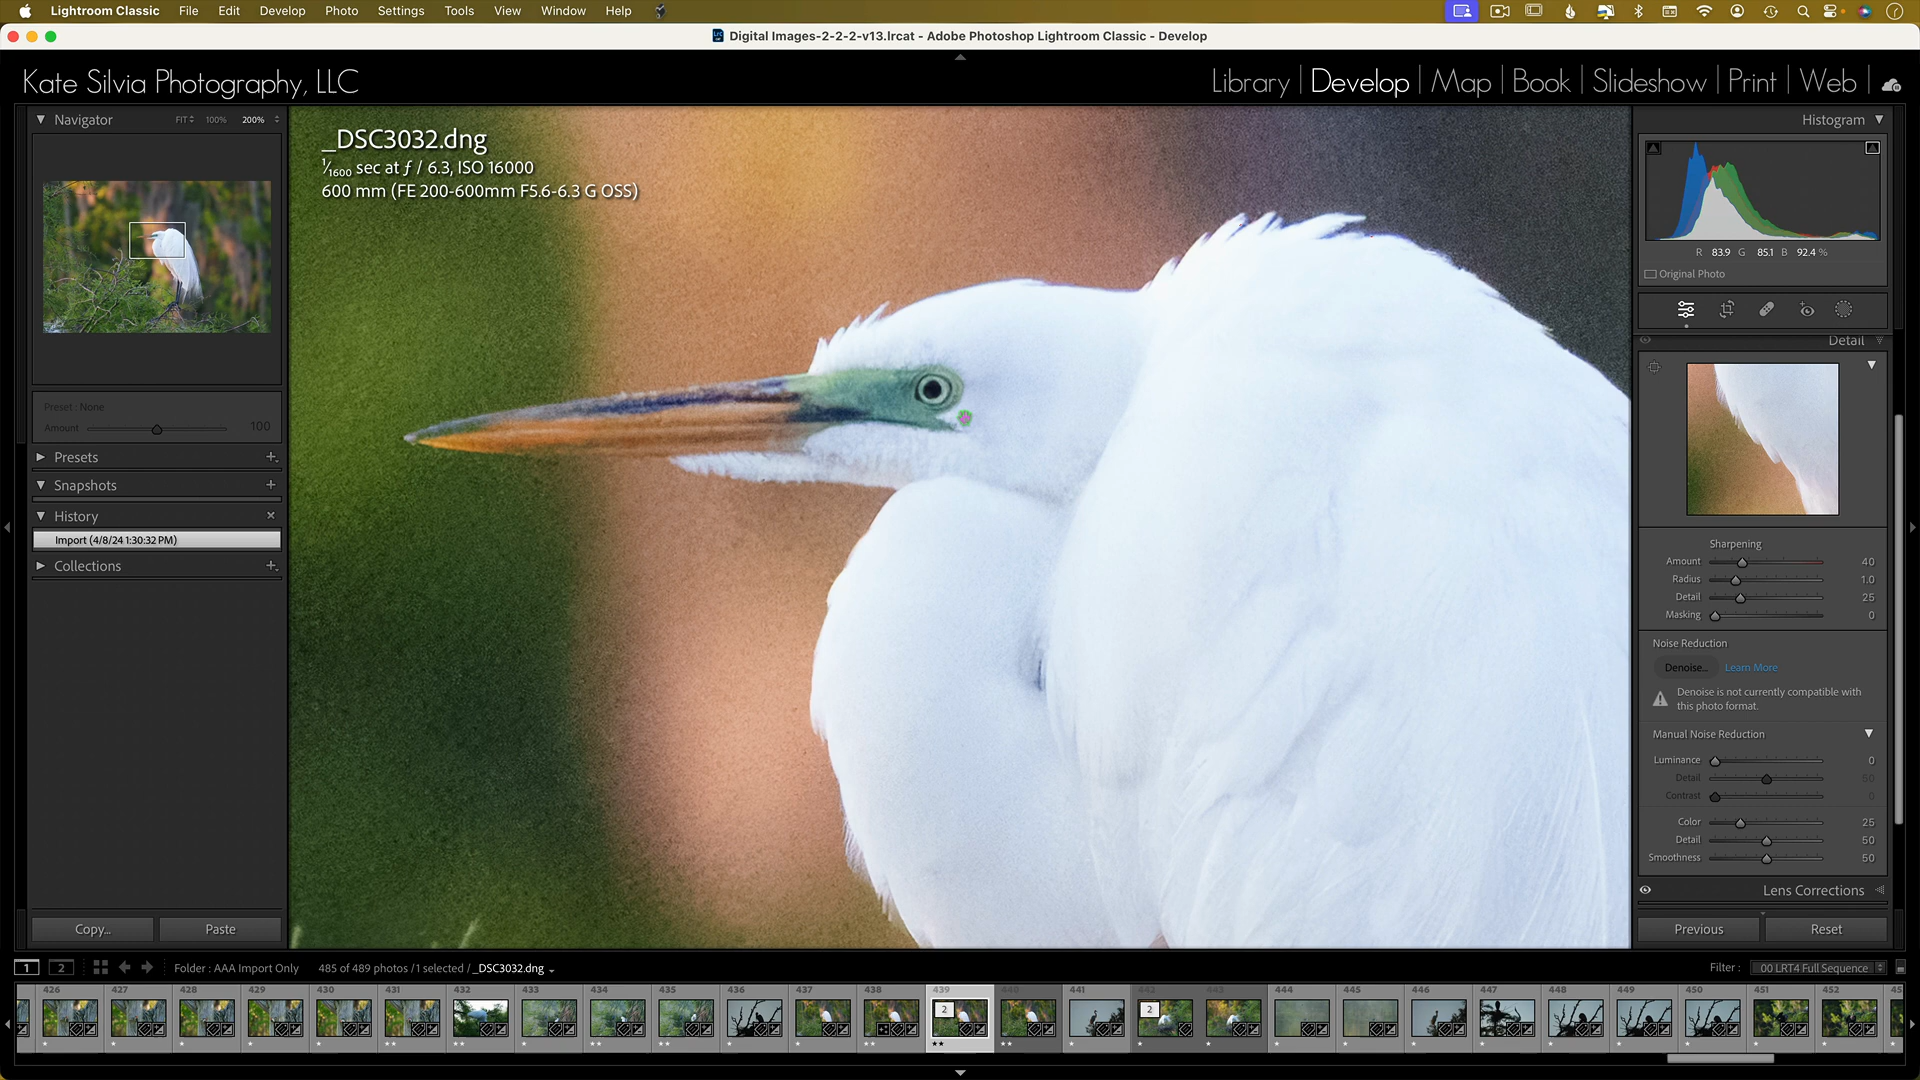 Lightroom Classic File Edit Develop Photo Settings Tools View Window Help
Digital Images-2-2-2-v13.lrcat - Adobe Photoshop Lightroom Classic - Develop
Kate Silvia Photography, LLC
Library | Develop | Map | Book | Slideshow | Print | Web |
Navigator FIT 100% 200%
_DSC3032.dng
1/1600 sec at ƒ / 6.3, ISO 16000
600 mm (FE 200-600mm F5.6-6.3 G OSS)
Preset : None
Amount 100
Presets
Snapshots
History
Import (4/8/24 1:30:32 PM)
Collections
Copy... Paste
Histogram
R 83.9 G 85.1 B 92.4 %
Original Photo
Detail
Sharpening
Amount 40
Radius 1.0
Detail 25
Masking 0
Noise Reduction
Denoise... Learn More
Denoise is not currently compatible with
this photo format.
Manual Noise Reduction
Luminance 0
Detail 50
Contrast 0
Color 25
Detail 50
Smoothness 50
Lens Corrections
Previous Reset
1 2 Folder : AAA Import Only 485 of 489 photos / 1 selected / _DSC3032.dng
Filter : 00 LRT4 Full Sequence
426 427 428 429 430 431 432 433 434 435 436 437 438 439 440 441 442 443 444 445 446 447 448 449 450 451 452
2 2